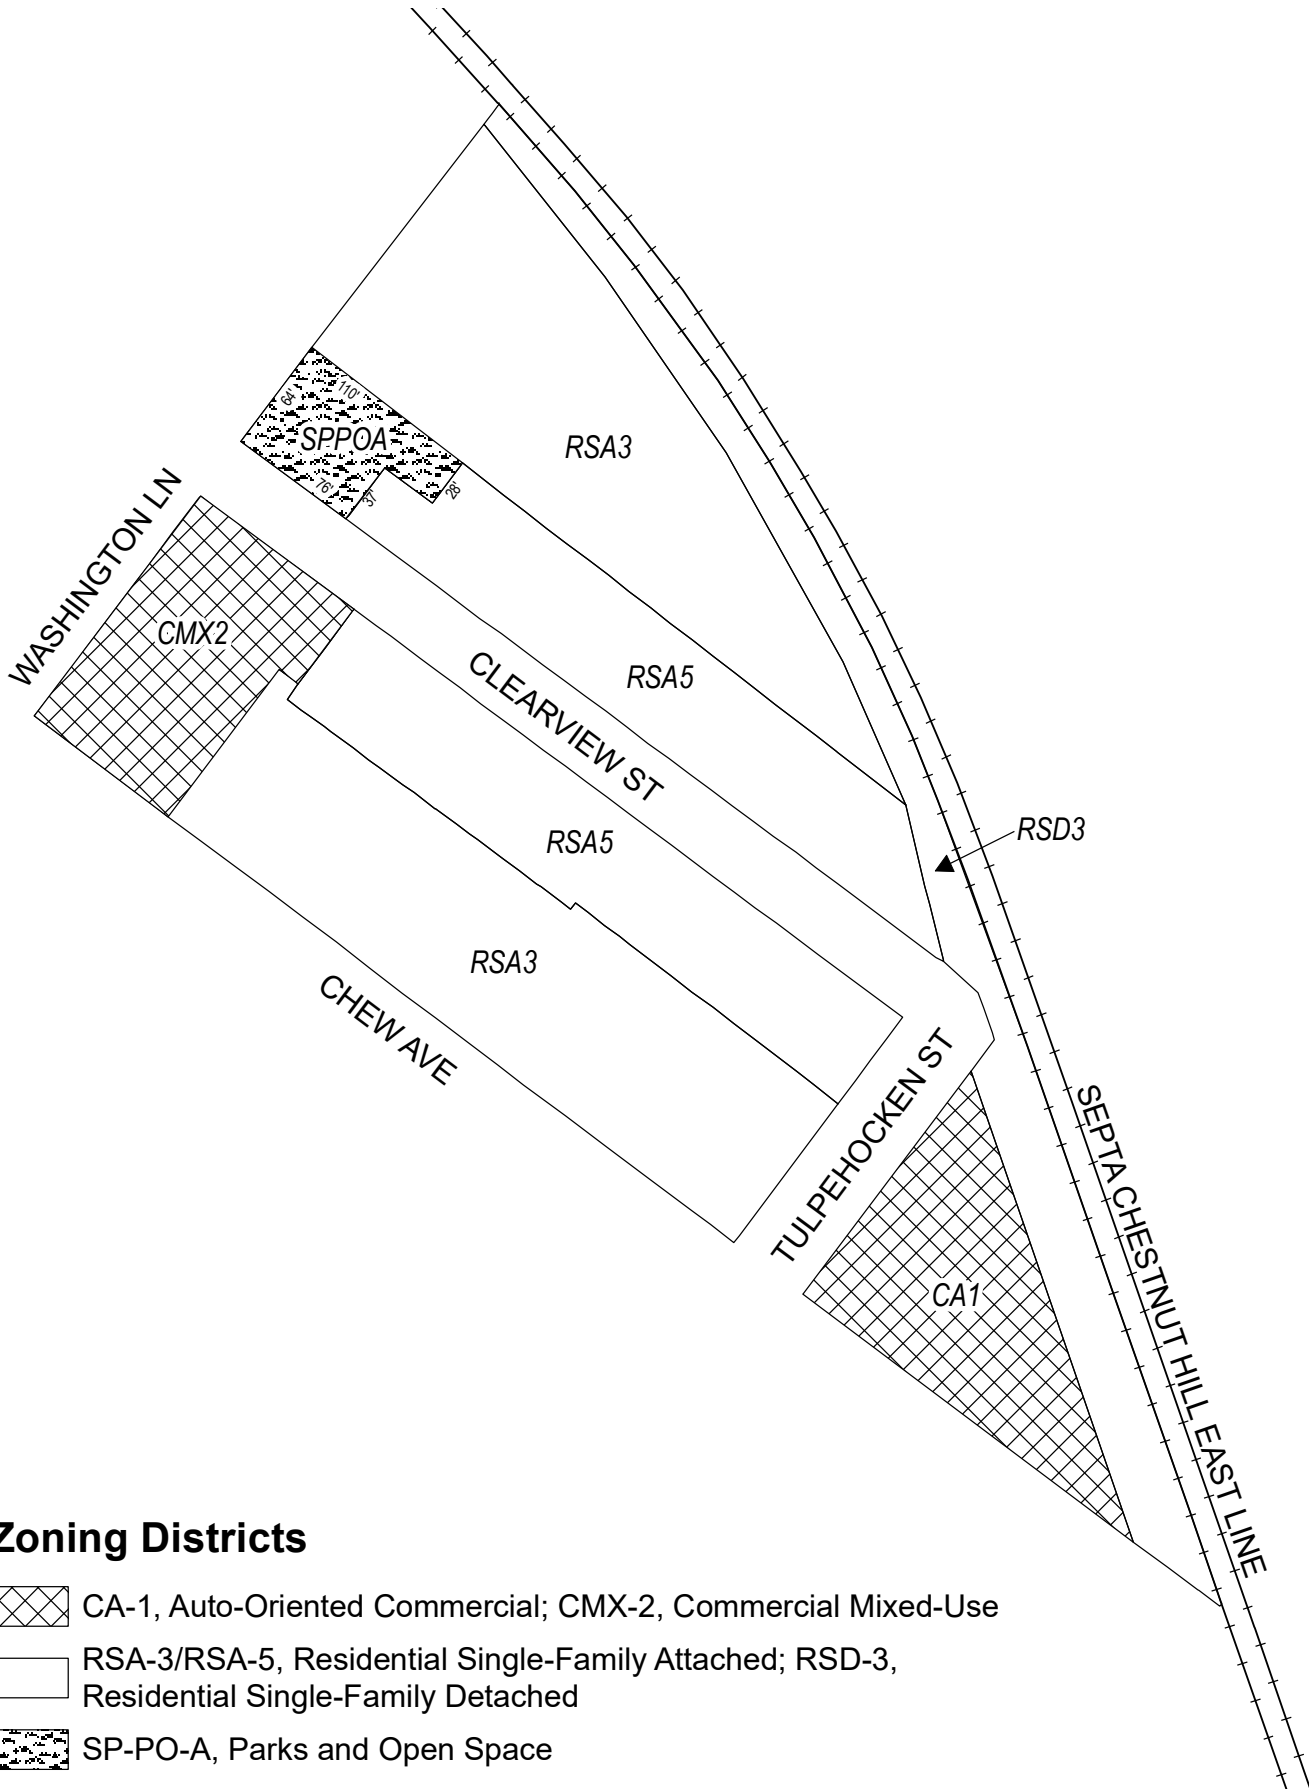 64'
110'
SPPOA
76'
37'
28'
RSA3
WASHINGTON LN
CMX2
RSA5
CLEARVIEW ST
RSA5
RSD3
RSA3
CHEW AVE
TULPEHOCKEN ST
SEPTA CHESTNUT HILL EAST LINE
CA1
Zoning Districts
CA-1, Auto-Oriented Commercial; CMX-2, Commercial Mixed-Use
RSA-3/RSA-5, Residential Single-Family Attached; RSD-3,
Residential Single-Family Detached
SP-PO-A, Parks and Open Space